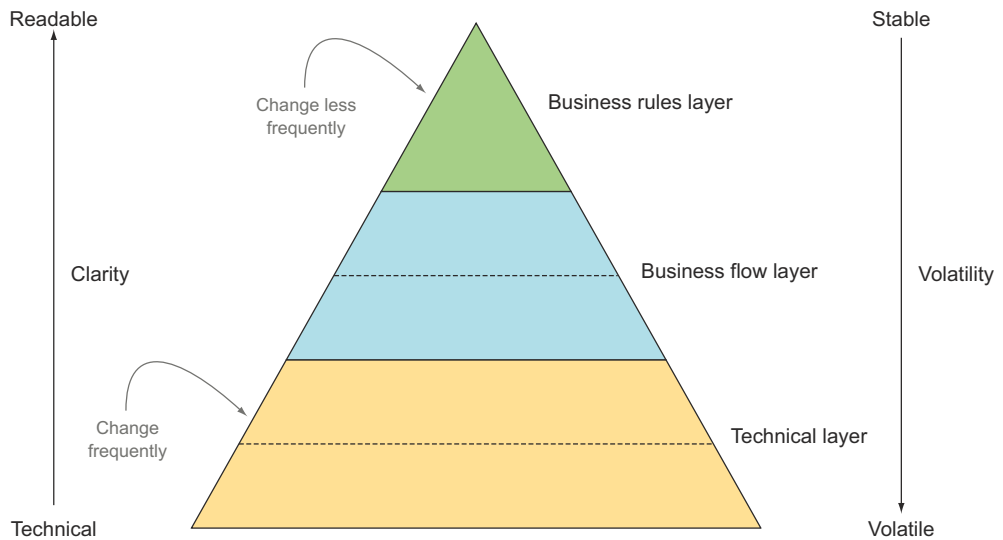 Readable
Stable
Change less
frequently
Business rules layer
Clarity
Business flow layer
Volatility
Change
frequently
Technical layer
Technical
Volatile